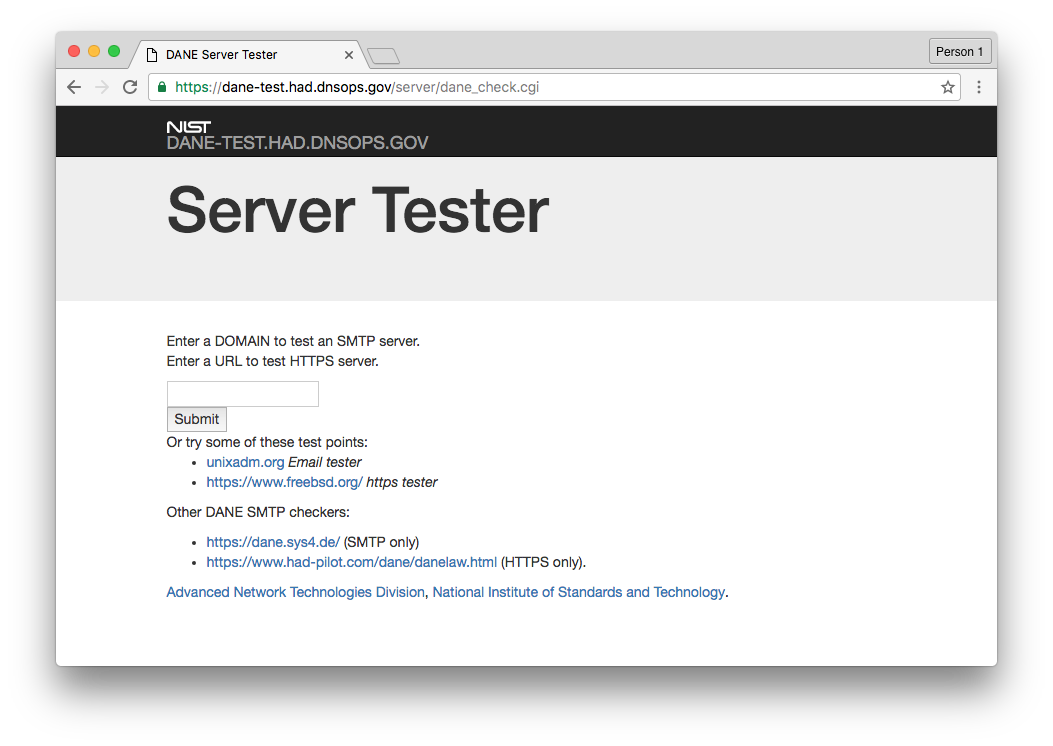 DANE Server Tester
Person 1
https://dane-test.had.dnsops.gov/server/dane_check.cgi
NIST
DANE-TEST.HAD.DNSOPS.GOV
Server Tester
Enter a DOMAIN to test an SMTP server.
Enter a URL to test HTTPS server.
Submit
Or try some of these test points:
• unixadm.org Email tester
• https://www.freebsd.org/ https tester
Other DANE SMTP checkers:
• https://dane.sys4.de/ (SMTP only)
• https://www.had-pilot.com/dane/danelaw.html (HTTPS only).
Advanced Network Technologies Division, National Institute of Standards and Technology.